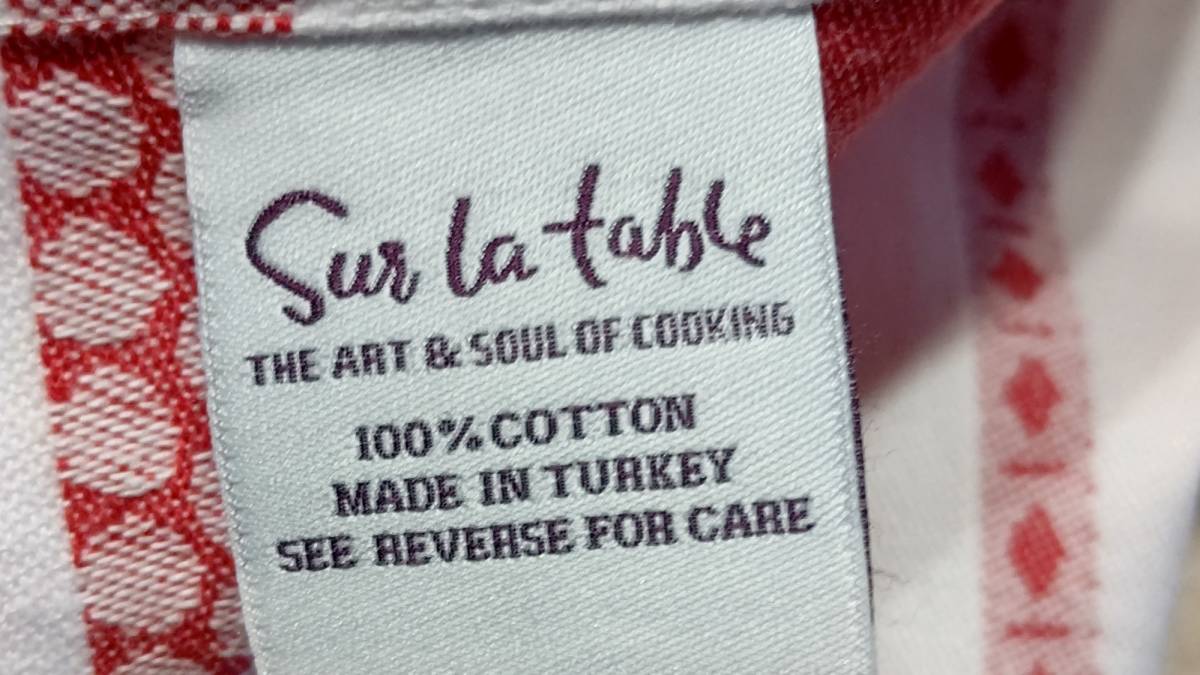 Sur la table
THE ART & SOUL OF COOKING
100% COTTON
MADE IN TURKEY
SEE REVERSE FOR CARE